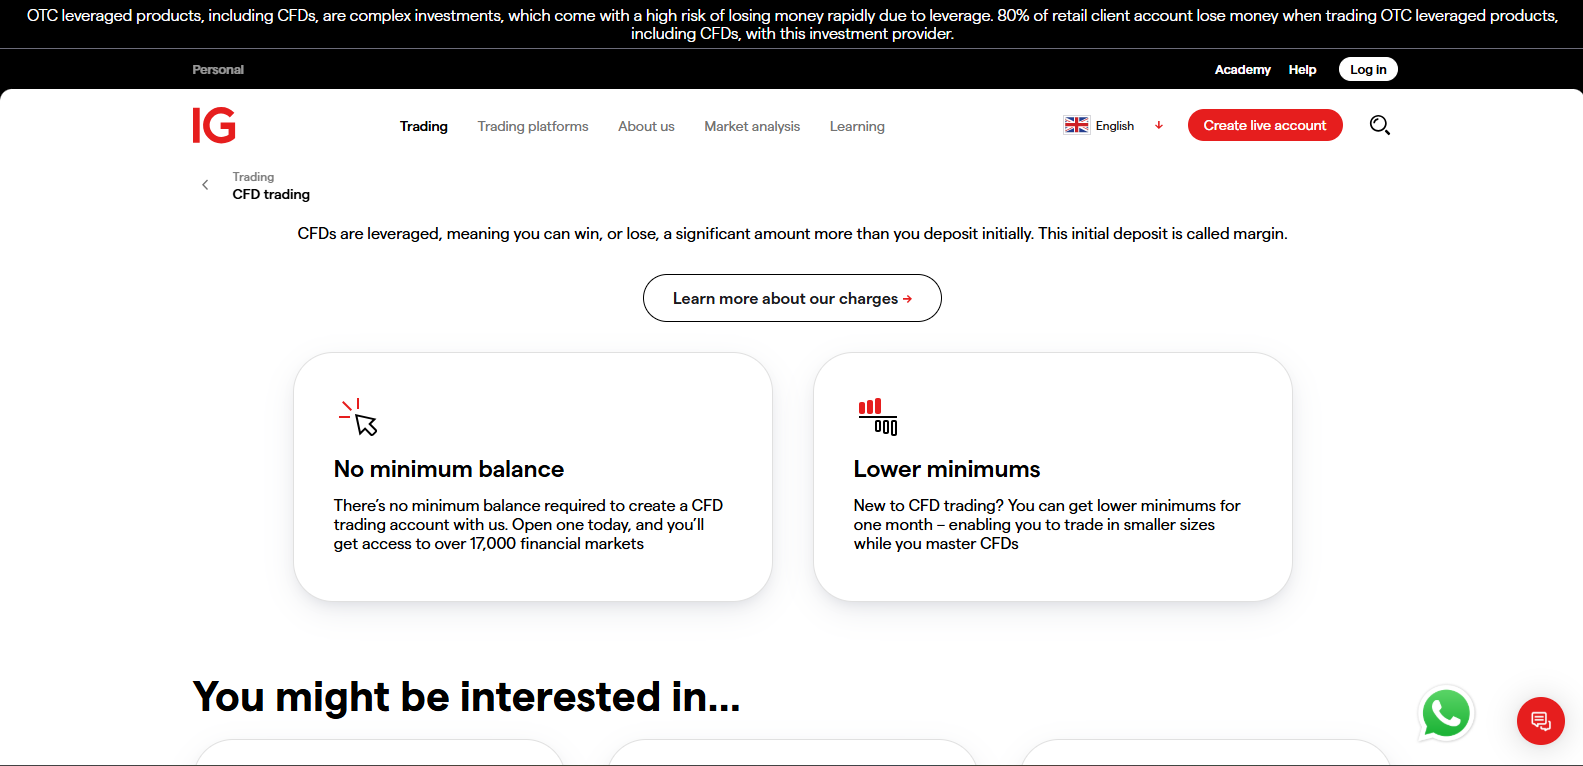 OTC leveraged products, including CFDs, are complex investments, which come with a high risk of losing money rapidly due to leverage. 80% of retail client account lose money when trading OTC leveraged products,
including CFDs, with this investment provider.
Personal
Academy
Help
Log in
IG
Trading
Trading platforms
About us
Market analysis
Learning
English
Create live account
Trading
CFD trading
CFDs are leveraged, meaning you can win, or lose, a significant amount more than you deposit initially. This initial deposit is called margin.
Learn more about our charges →
No minimum balance
There's no minimum balance required to create a CFD
trading account with us. Open one today, and you'll
get access to over 17,000 financial markets
Lower minimums
New to CFD trading? You can get lower minimums for
one month – enabling you to trade in smaller sizes
while you master CFDs
You might be interested in...